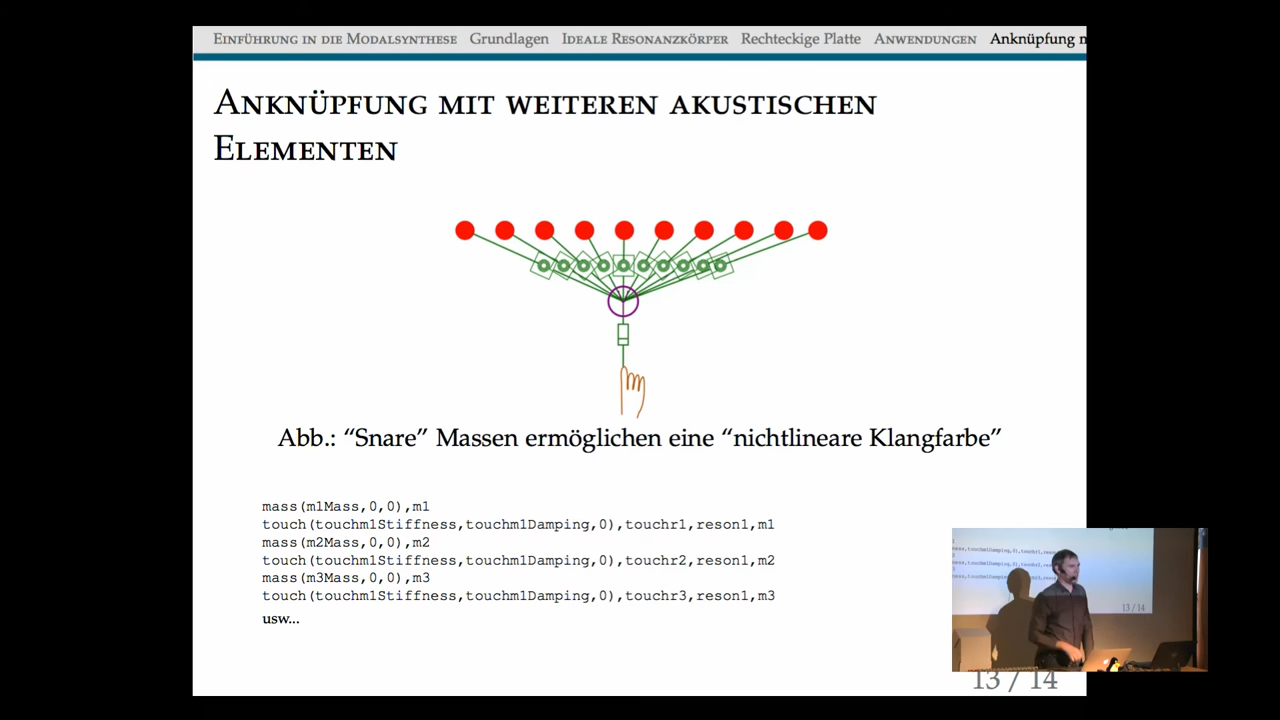 EINFÜHRUNG IN DIE MODALSYNTHESE Grundlagen IDEALE RESONANZKÖRPER Rechteckige Platte ANWENDUNGEN Anknüpfung
ANKNÜPFUNG MIT WEITEREN AKUSTISCHEN
ELEMENTEN
Abb.: “Snare” Massen ermöglichen eine “nichtlineare Klangfarbe”
mass(m1Mass,0,0),m1
touch(touchm1Stiffness,touchm1Damping,0),touchr1,reson1,m1
mass(m2Mass,0,0),m2
touch(touchm1Stiffness,touchm1Damping,0),touchr2,reson1,m2
mass(m3Mass,0,0),m3
touch(touchm1Stiffness,touchm1Damping,0),touchr3,reson1,m3
usw...
13 / 14
13 / 14